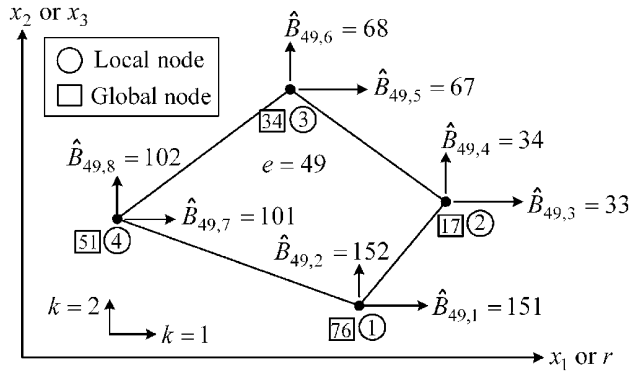 x₂ or x₃
Local node
Global node
B̂₄₉,₆ = 68
B̂₄₉,₅ = 67
34 3
e = 49
B̂₄₉,₄ = 34
B̂₄₉,₈ = 102
B̂₄₉,₇ = 101
B̂₄₉,₃ = 33
17 2
51 4
B̂₄₉,₂ = 152
B̂₄₉,₁ = 151
k = 2
k = 1
76 1
x₁ or r